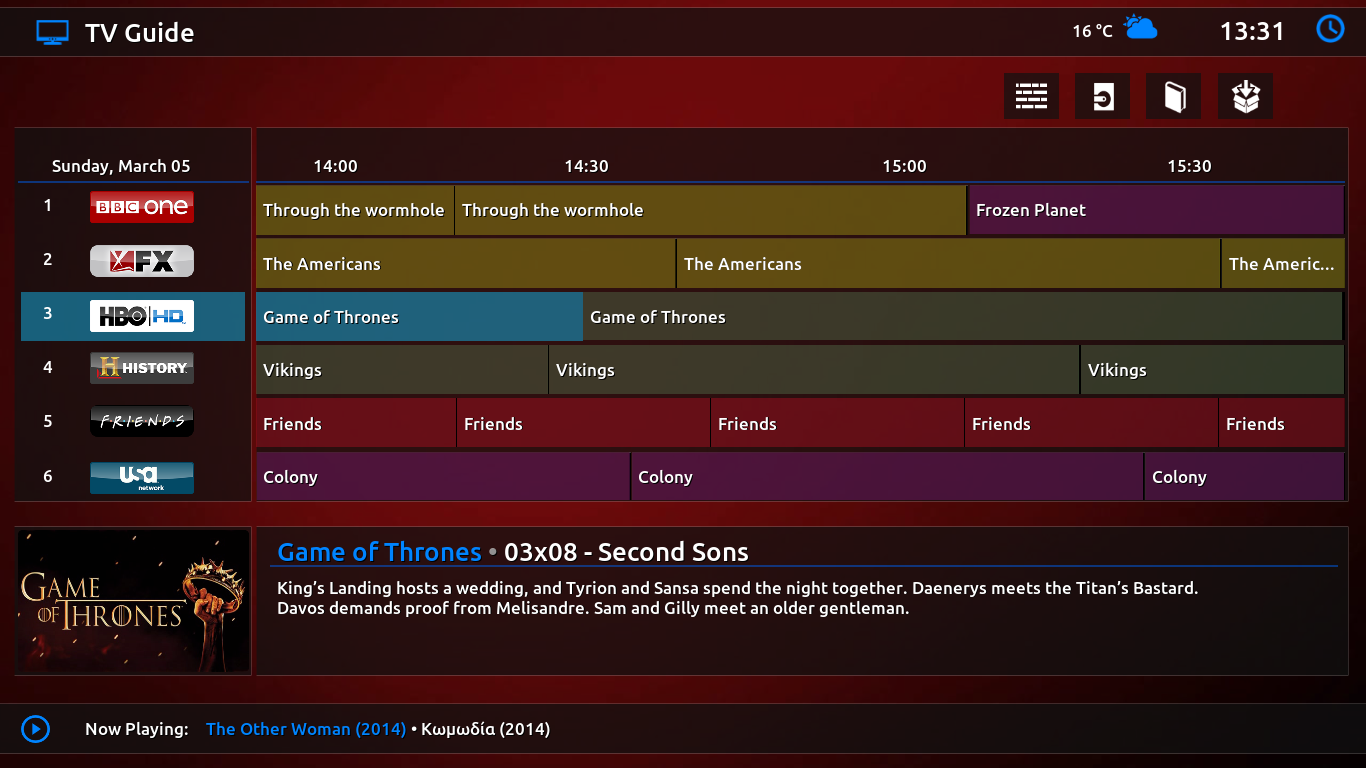 TV Guide
16 °C
13:31
Sunday, March 05
14:00
14:30
15:00
15:30
1
BBC one
Through the wormhole
Through the wormhole
Frozen Planet
2
FX
The Americans
The Americans
The Americ...
3
HBO HD
Game of Thrones
Game of Thrones
4
H HISTORY
Vikings
Vikings
Vikings
5
F·R·I·E·N·D·S
Friends
Friends
Friends
Friends
Friends
6
usa
network
Colony
Colony
Colony
GAME
OF THRONES
Game of Thrones • 03x08 - Second Sons
King’s Landing hosts a wedding, and Tyrion and Sansa spend the night together. Daenerys meets the Titan’s Bastard.
Davos demands proof from Melisandre. Sam and Gilly meet an older gentleman.
Now Playing: The Other Woman (2014) • Κωμωδία (2014)